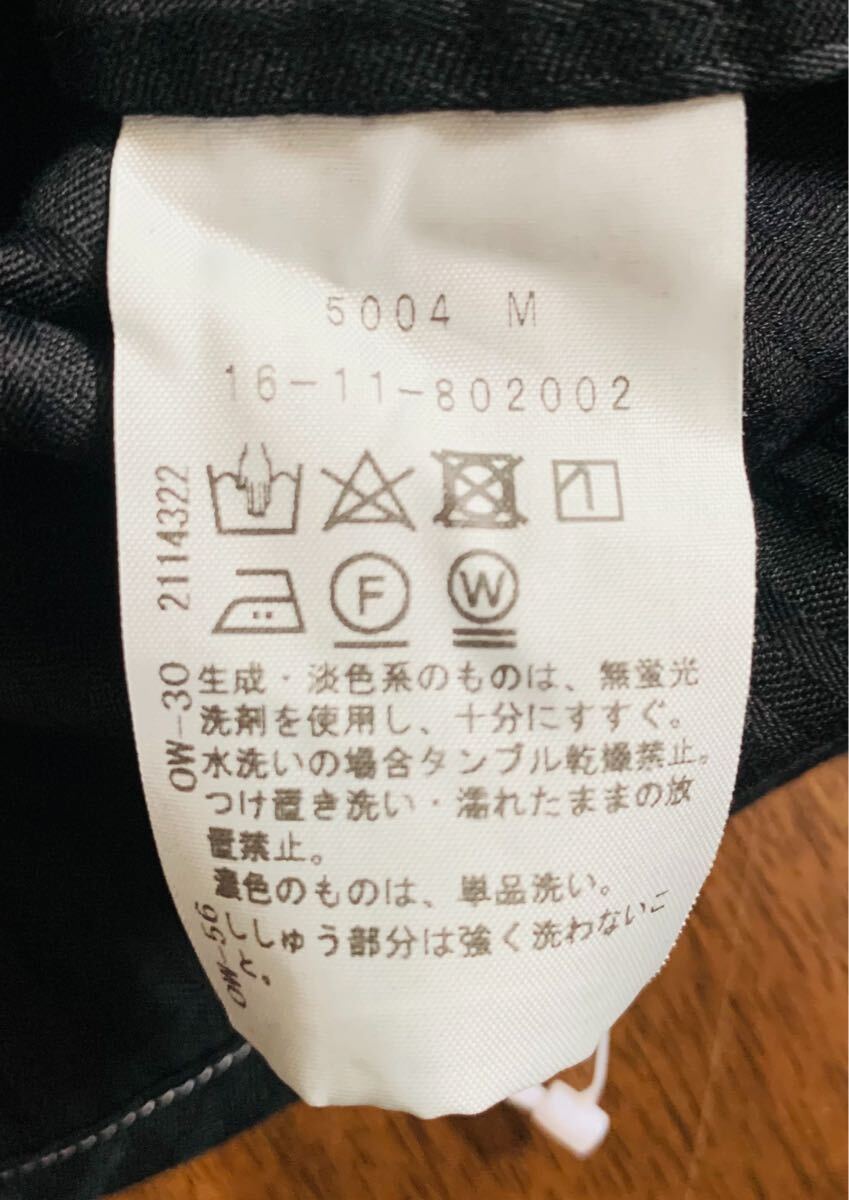 5004 M
16-11-802002
2114322
F W
OW-30
生成・淡色系のものは、無蛍光
洗剤を使用し、十分にすすぐ。
水洗いの場合タンブル乾燥禁止。
つけ置き洗い・濡れたままの放
置禁止。
濃色のものは、単品洗い。
OW-56
ししゅう部分は強く洗わないこ
と。